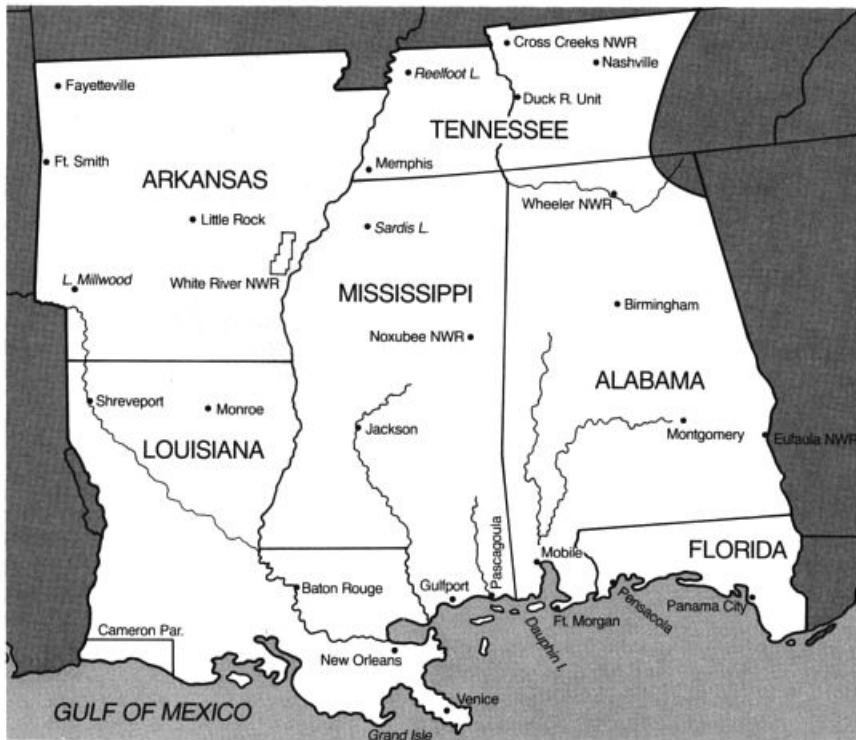 Cross Creeks NWR
Nashville
Reelfoot L.
Fayetteville
Duck R. Unit
TENNESSEE
Ft. Smith
Memphis
ARKANSAS
Wheeler NWR
Little Rock
Sardis L.
L. Millwood
White River NWR
MISSISSIPPI
Birmingham
Noxubee NWR
ALABAMA
Shreveport
Monroe
Jackson
Montgomery
Eufaula NWR
LOUISIANA
Pascagoula
Mobile
FLORIDA
Baton Rouge
Gulfport
Dauphin I.
Ft. Morgan
Pensacola
Panama City
Cameron Par.
New Orleans
Venice
GULF OF MEXICO
Grand Isle